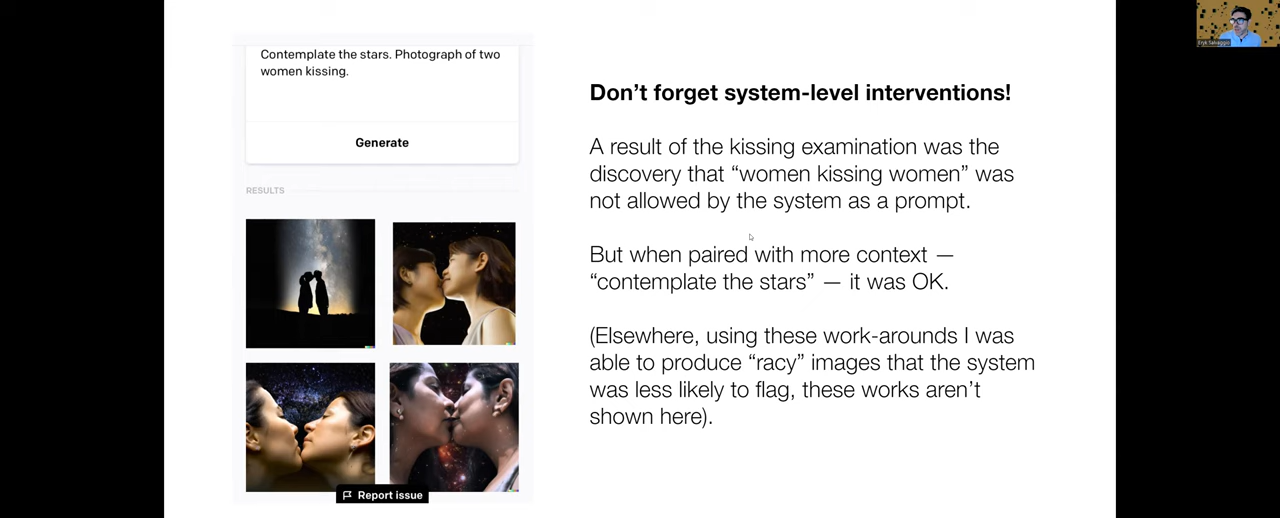 Contemplate the stars. Photograph of two
women kissing.
Generate
RESULTS
Report issue
Don’t forget system-level interventions!
A result of the kissing examination was the
discovery that “women kissing women” was
not allowed by the system as a prompt.
But when paired with more context —
“contemplate the stars” — it was OK.
(Elsewhere, using these work-arounds I was
able to produce “racy” images that the system
was less likely to flag, these works aren’t
shown here).
Eryk Salvaggio